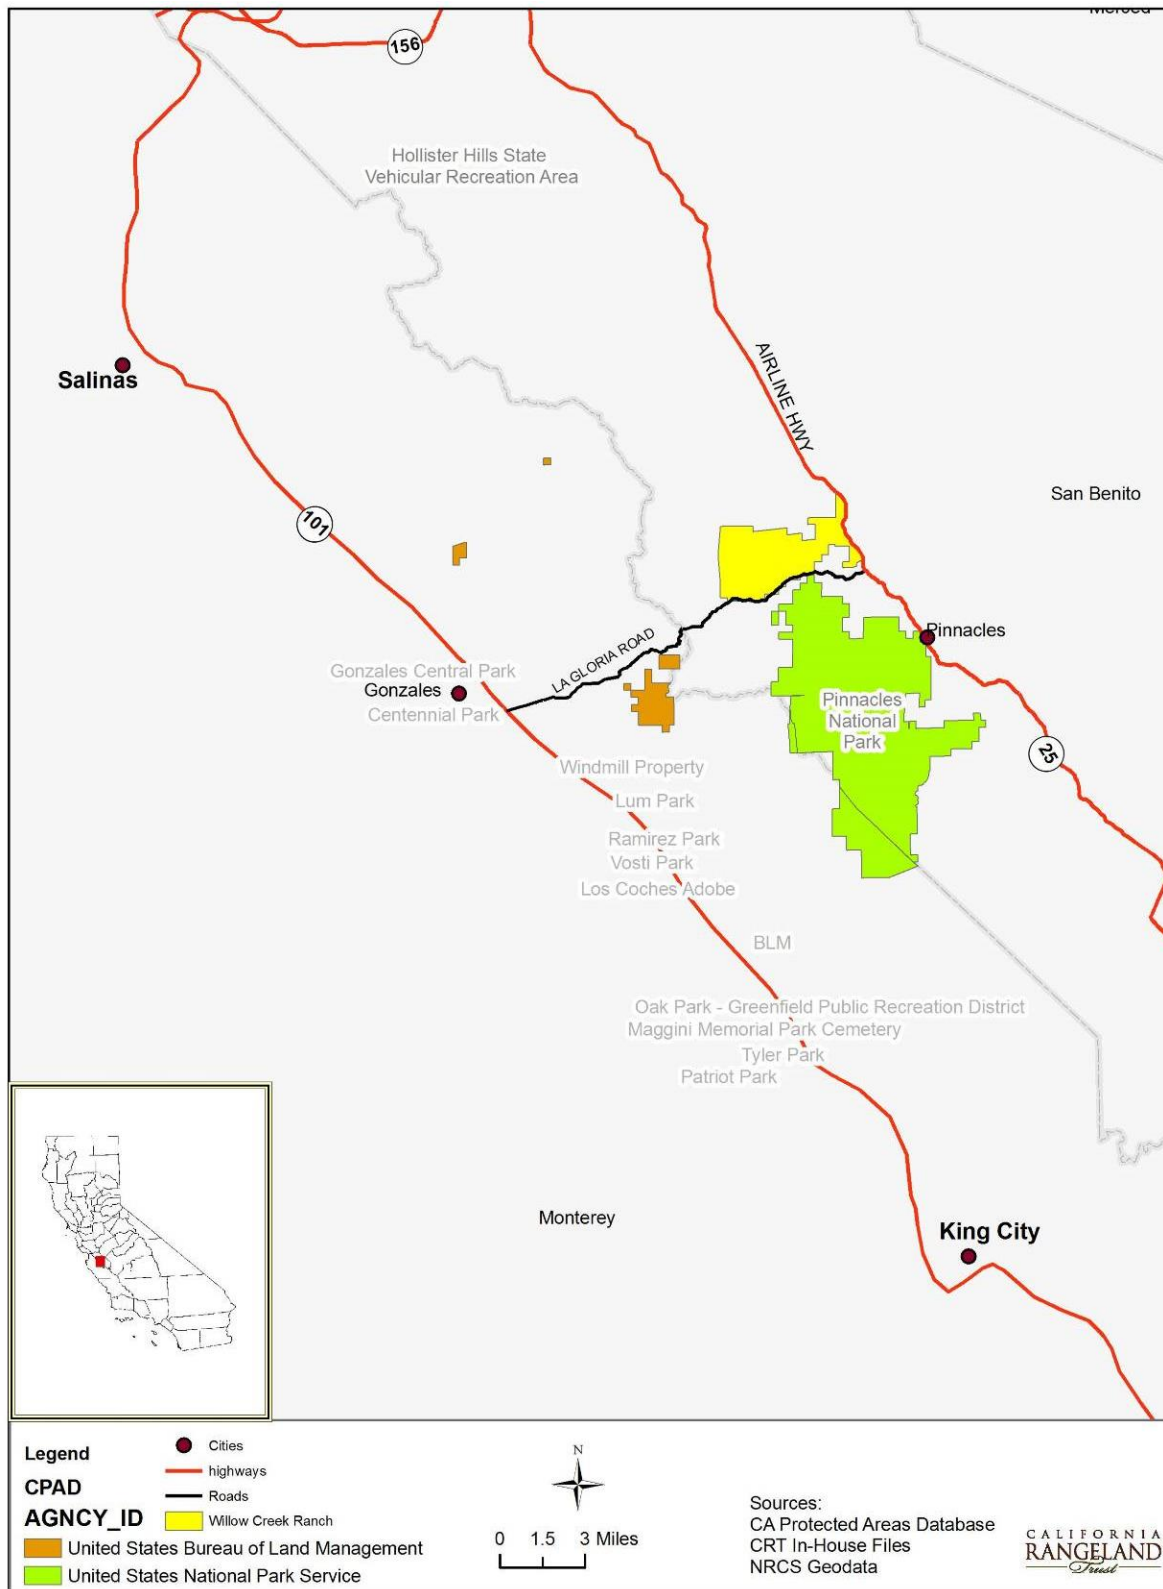 Merced
156
Hollister Hills State
Vehicular Recreation Area
AIRLINE HWY
Salinas
San Benito
101
LA GLORIA ROAD
Pinnacles
Gonzales Central Park
Gonzales
Centennial Park
Pinnacles
National
Park
25
Windmill Property
Lum Park
Ramirez Park
Vosti Park
Los Coches Adobe
BLM
Oak Park - Greenfield Public Recreation District
Maggini Memorial Park Cemetery
Tyler Park
Patriot Park
Monterey
King City
Legend
CPAD
AGNCY_ID
United States Bureau of Land Management
United States National Park Service
Cities
highways
Roads
Willow Creek Ranch
N
0 1.5 3 Miles
Sources:
CA Protected Areas Database
CRT In-House Files
NRCS Geodata
CALIFORNIA
RANGELAND
Trust